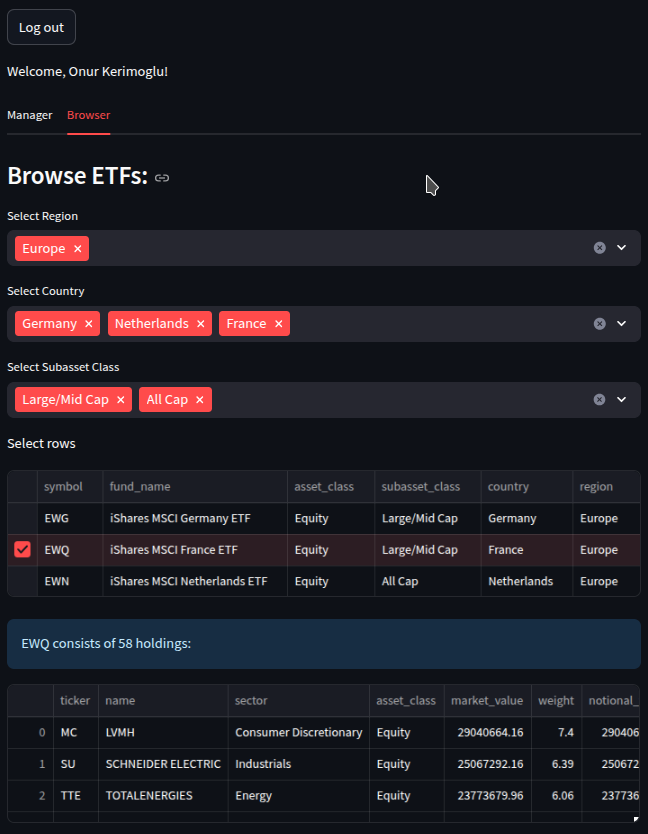 Log out
Welcome, Onur Kerimoglu!
Manager Browser
Browse ETFs:
Select Region
Europe ×
Select Country
Germany × Netherlands × France ×
Select Subasset Class
Large/Mid Cap × All Cap ×
Select rows
symbol fund_name asset_class subasset_class country region
EWG iShares MSCI Germany ETF Equity Large/Mid Cap Germany Europe
EWQ iShares MSCI France ETF Equity Large/Mid Cap France Europe
EWN iShares MSCI Netherlands ETF Equity All Cap Netherlands Europe
EWQ consists of 58 holdings:
ticker name sector asset_class market_value weight notional_
0 MC LVMH Consumer Discretionary Equity 29040664.16 7.4 290406
1 SU SCHNEIDER ELECTRIC Industrials Equity 25067292.16 6.39 250672
2 TTE TOTALENERGIES Energy Equity 23773679.96 6.06 237736